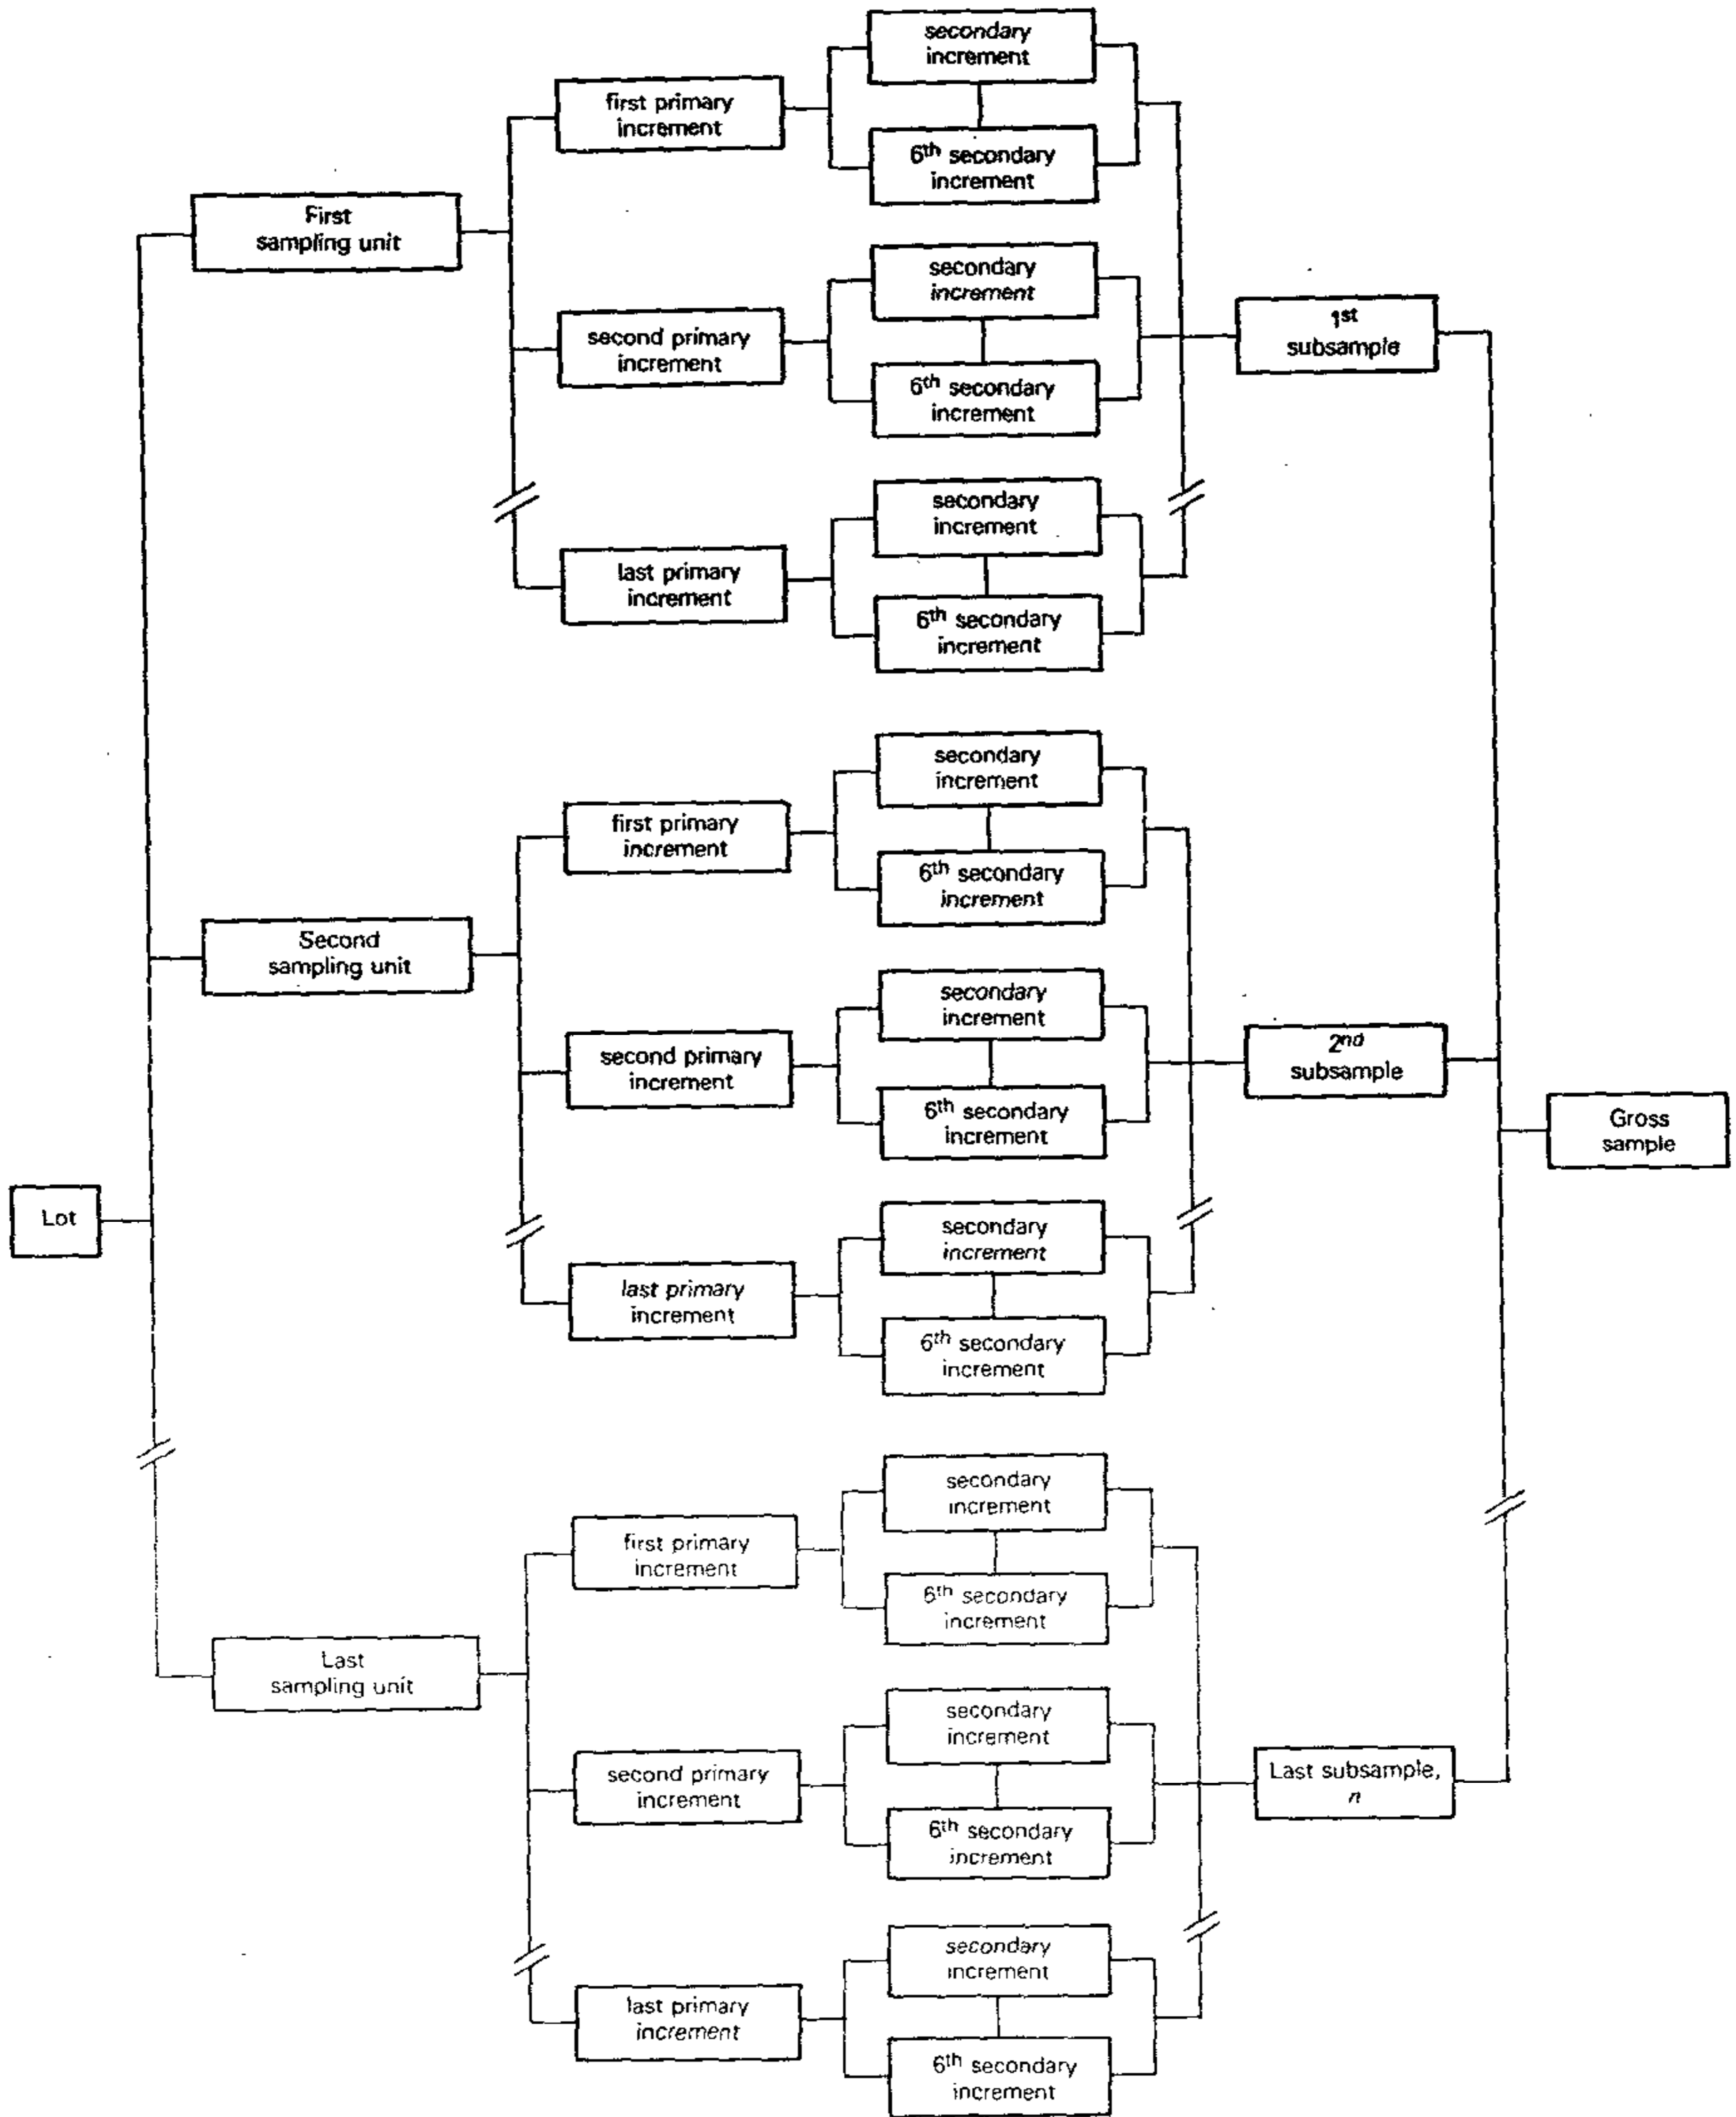 secondary
increment
first primary
increment
6th secondary
increment
First
sampling unit
secondary
increment
second primary
increment
6th secondary
increment
1st
subsample
secondary
increment
last primary
increment
6th secondary
increment
secondary
increment
first primary
increment
6th secondary
increment
Second
sampling unit
secondary
increment
second primary
increment
6th secondary
increment
2nd
subsample
Gross
sample
Lot
secondary
increment
last primary
increment
6th secondary
increment
secondary
increment
first primary
increment
6th secondary
increment
Last
sampling unit
secondary
increment
second primary
increment
6th secondary
increment
Last subsample,
n
secondary
increment
last primary
increment
6th secondary
increment